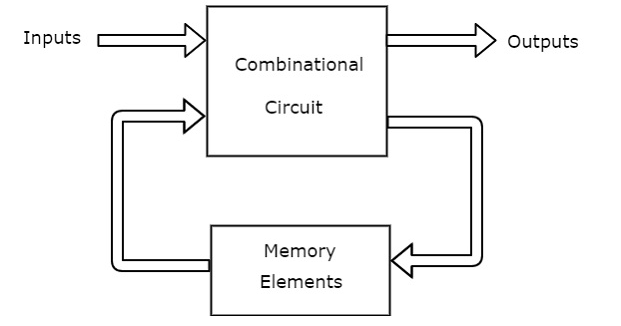 Inputs
Outputs
Combinational
Circuit
Memory
Elements